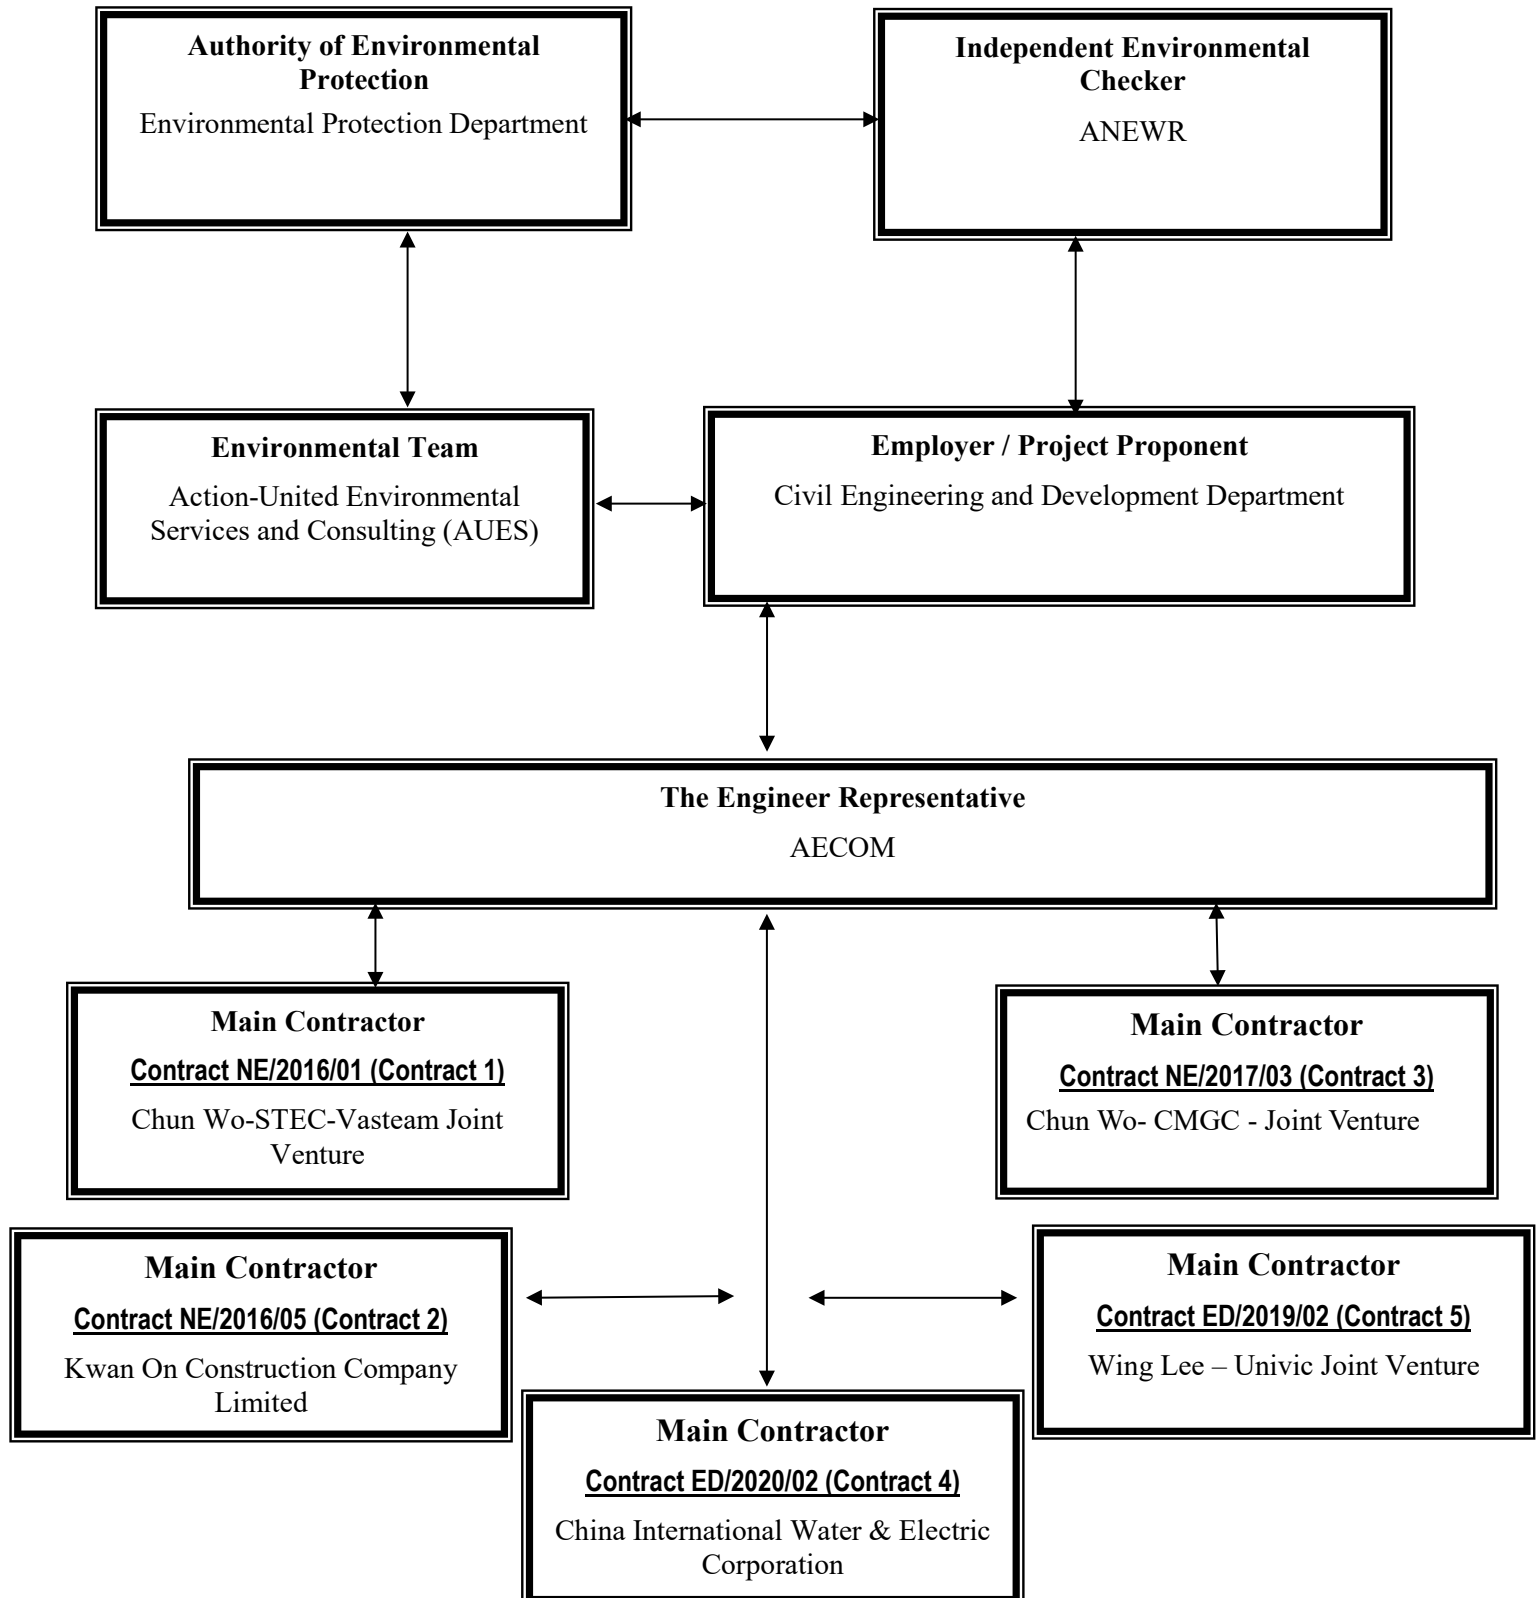 Authority of Environmental
Protection
Environmental Protection Department
Independent Environmental
Checker
ANEWR
Environmental Team
Action-United Environmental
Services and Consulting (AUES)
Employer / Project Proponent
Civil Engineering and Development Department
The Engineer Representative
AECOM
Main Contractor
Contract NE/2016/01 (Contract 1)
Chun Wo-STEC-Vasteam Joint
Venture
Main Contractor
Contract NE/2017/03 (Contract 3)
Chun Wo- CMGC - Joint Venture
Main Contractor
Contract NE/2016/05 (Contract 2)
Kwan On Construction Company
Limited
Main Contractor
Contract ED/2019/02 (Contract 5)
Wing Lee – Univic Joint Venture
Main Contractor
Contract ED/2020/02 (Contract 4)
China International Water & Electric
Corporation